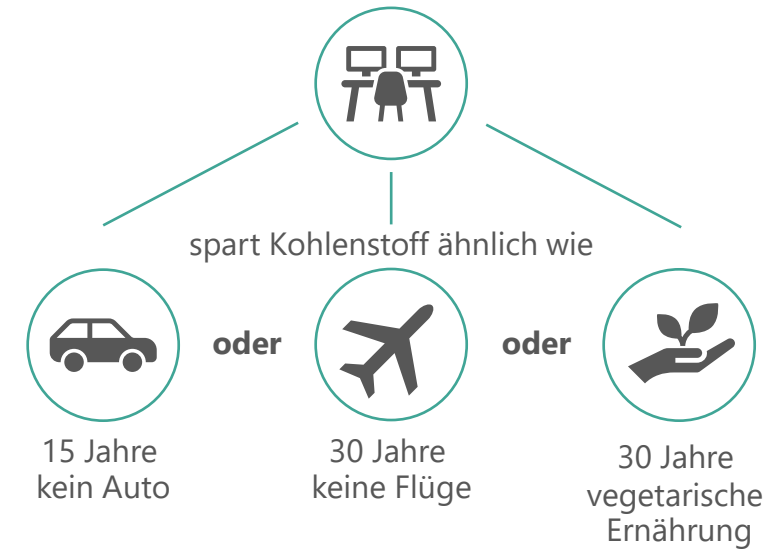 spart Kohlenstoff ähnlich wie
oder
oder
15 Jahre
kein Auto
30 Jahre
keine Flüge
30 Jahre
vegetarische
Ernährung